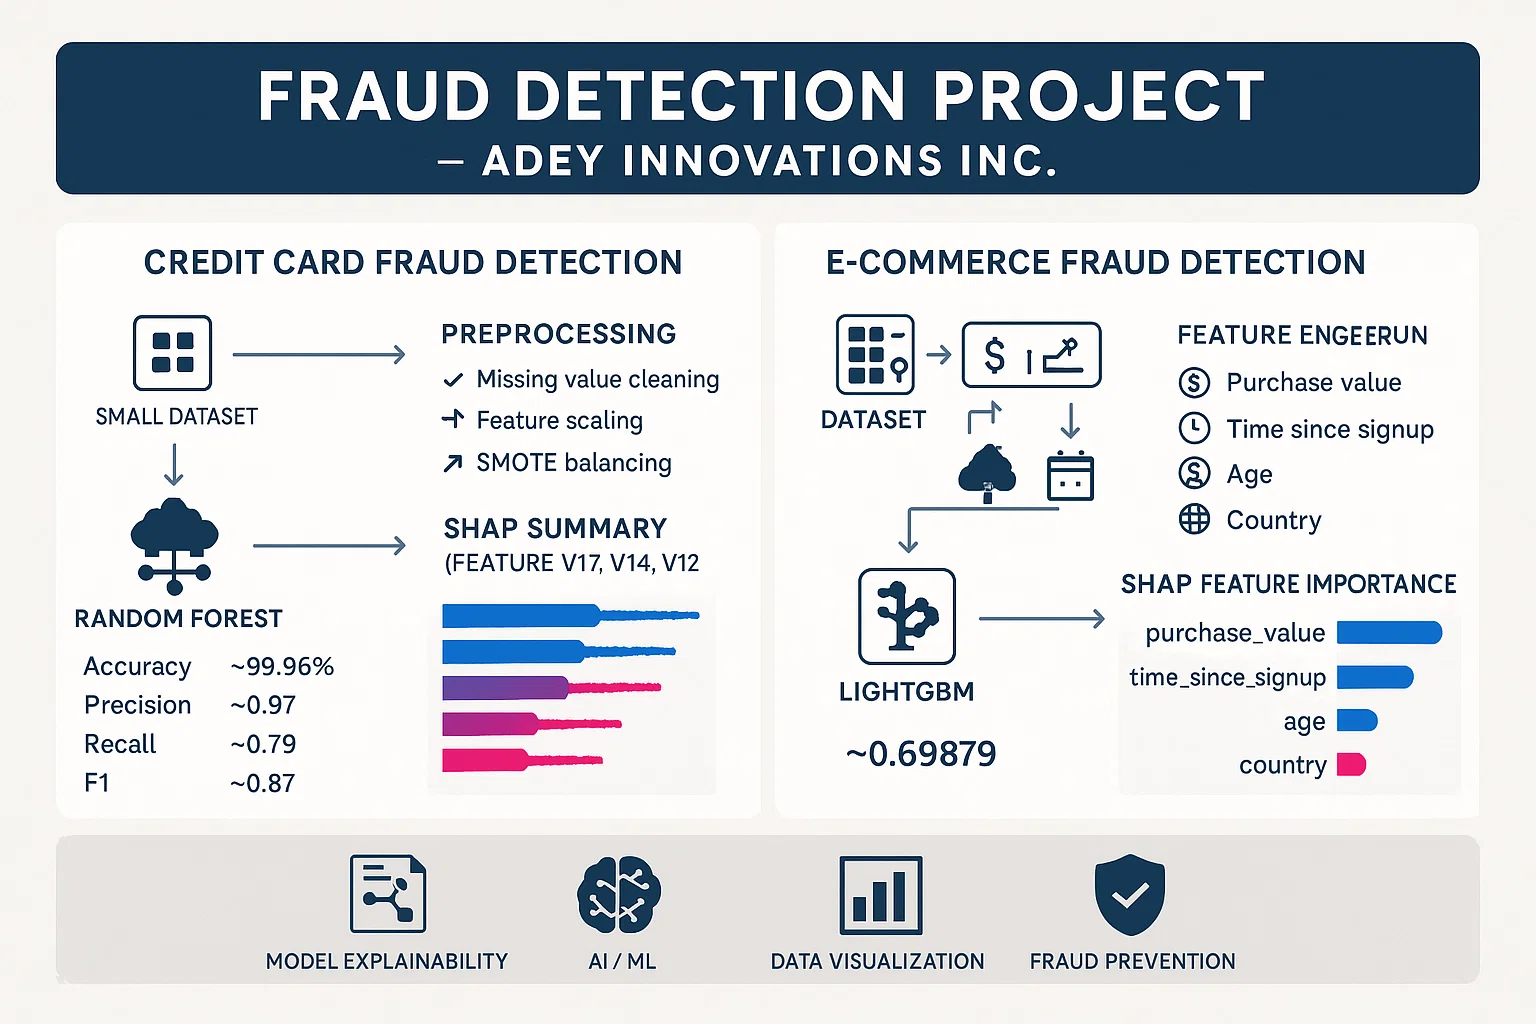 FRAUD DETECTION PROJECT
– ADEY INNOVATIONS INC.
CREDIT CARD FRAUD DETECTION
SMALL DATASET
PREPROCESSING
Missing value cleaning
Feature scaling
SMOTE balancing
RANDOM FOREST
Accuracy ~99.96%
Precision ~0.97
Recall ~0.79
F1 ~0.87
SHAP SUMMARY
(FEATURE V17, V14, V12
E-COMMERCE FRAUD DETECTION
DATASET
$
FEATURE ENGEERUN
$ Purchase value
Time since signup
Age
Country
LIGHTGBM
~0.69879
SHAP FEATURE IMPORTANCE
purchase_value
time_since_signup
age
country
MODEL EXPLAINABILITY
AI / ML
DATA VISUALIZATION
FRAUD PREVENTION